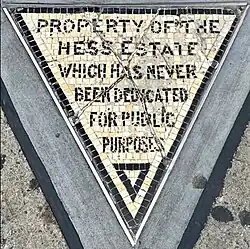 PROPERTY OF THE
HESS ESTATE
WHICH HAS NEVER
BEEN DEDICATED
FOR PUBLIC
PURPOSES